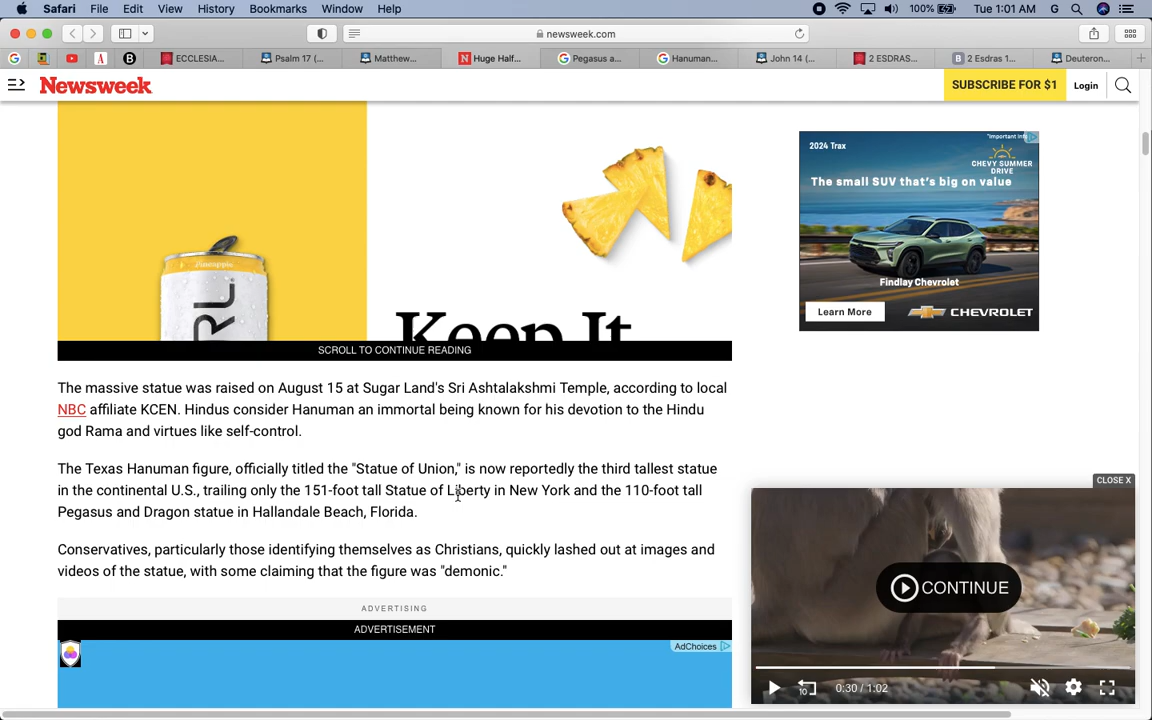 Safari File Edit View History Bookmarks Window Help 100% Tue 1:01 AM G
newsweek.com
G A B ECCLESIA... Psalm 17 (... Matthew... N Huge Half... Pegasus a... Hanuman... John 14 (... 2 ESDRAS... B 2 Esdras 1... Deuteron...
Newsweek SUBSCRIBE FOR $1 Login
"Important Info
2024 Trax
CHEVY SUMMER
DRIVE
The small SUV that's big on value
Pineapple
RL
Findlay Chevrolet
Keep It
Learn More CHEVROLET
SCROLL TO CONTINUE READING
The massive statue was raised on August 15 at Sugar Land's Sri Ashtalakshmi Temple, according to local
NBC affiliate KCEN. Hindus consider Hanuman an immortal being known for his devotion to the Hindu
god Rama and virtues like self-control.
The Texas Hanuman figure, officially titled the "Statue of Union," is now reportedly the third tallest statue
in the continental U.S., trailing only the 151-foot tall Statue of Liberty in New York and the 110-foot tall
Pegasus and Dragon statue in Hallandale Beach, Florida.
Conservatives, particularly those identifying themselves as Christians, quickly lashed out at images and
videos of the statue, with some claiming that the figure was "demonic."
CLOSE X
CONTINUE
10 0:30 / 1:02
ADVERTISING
ADVERTISEMENT
AdChoices